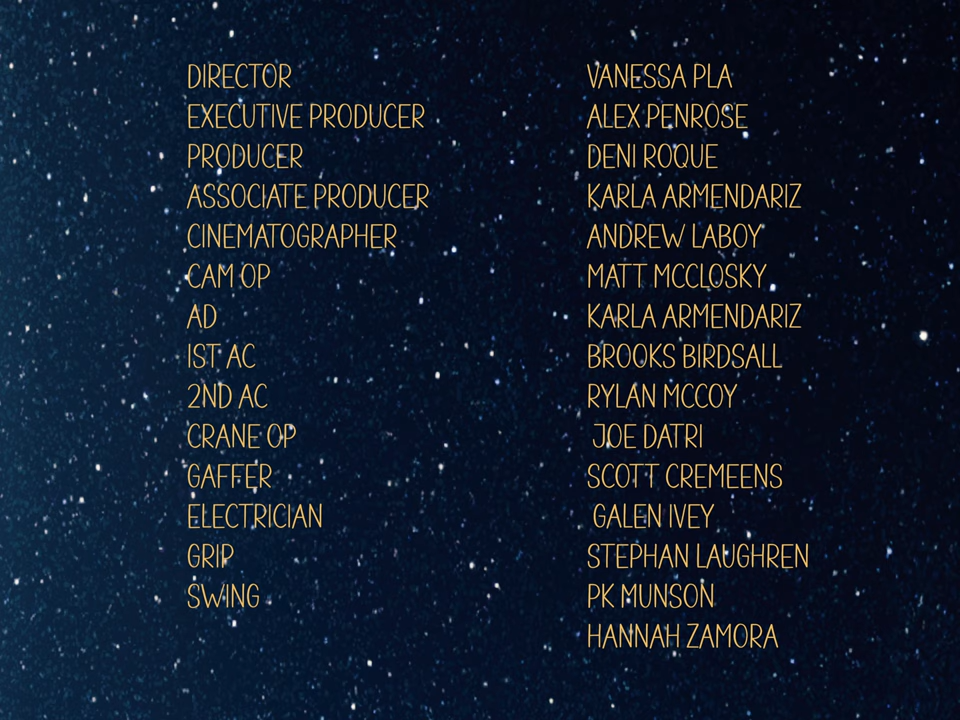 DIRECTOR VANESSA PLA
EXECUTIVE PRODUCER ALEX PENROSE
PRODUCER DENI ROQUE
ASSOCIATE PRODUCER KARLA ARMENDARIZ
CINEMATOGRAPHER ANDREW LABOY
CAM OP MATT MCCLOSKY
AD KARLA ARMENDARIZ
1ST AC BROOKS BIRDSALL
2ND AC RYLAN MCCOY
CRANE OP JOE DATRI
GAFFER SCOTT CREMEENS
ELECTRICIAN GALEN IVEY
GRIP STEPHAN LAUGHREN
SWING PK MUNSON
HANNAH ZAMORA